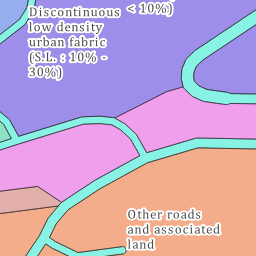 < 10%)
Discontinuous
low density
urban fabric
(S.L. : 10% -
30%)
Other roads
and associated
land